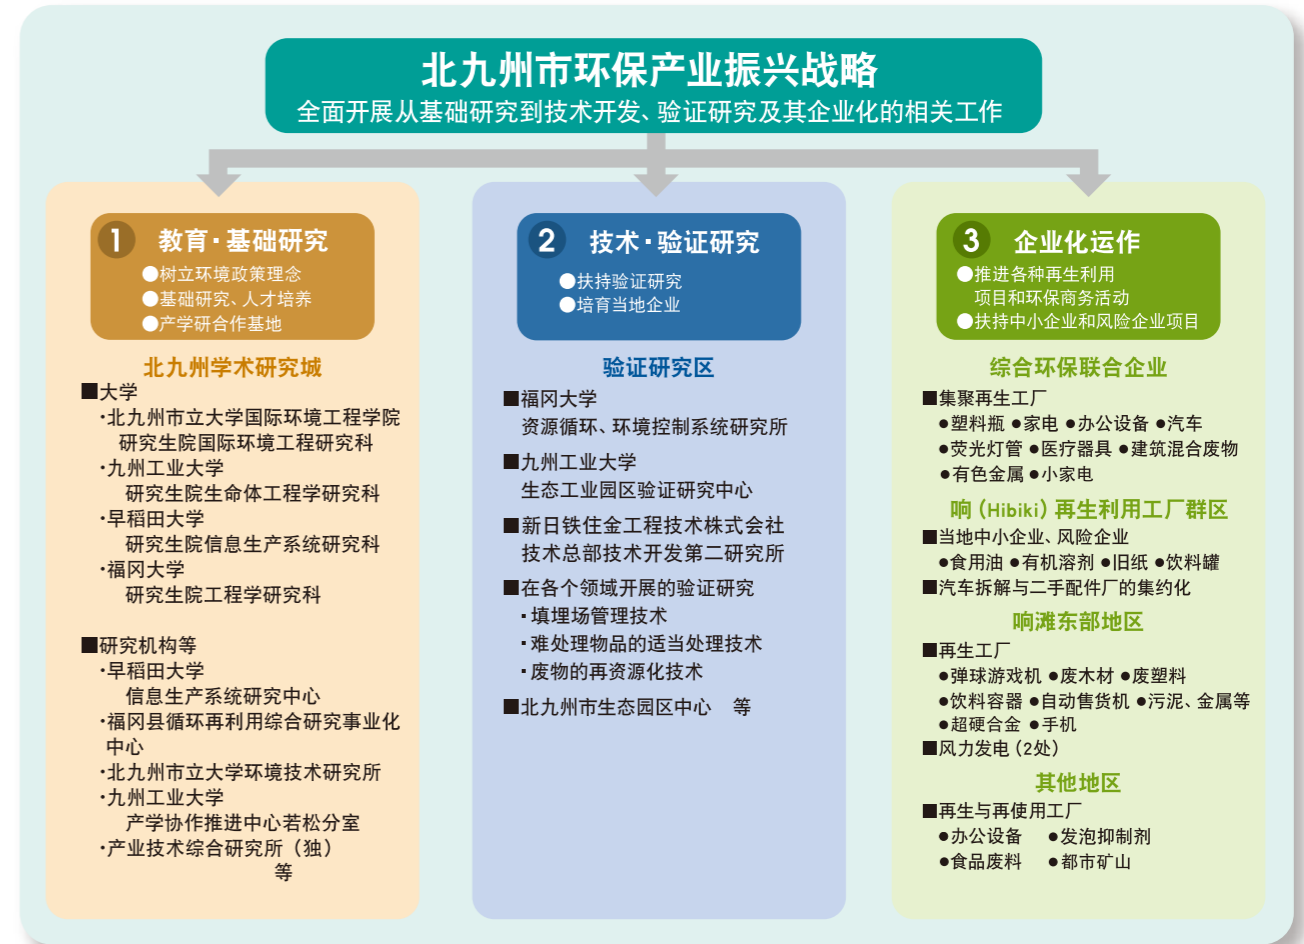 北九州市环保产业振兴战略
全面开展从基础研究到技术开发、验证研究及其企业化的相关工作
1 教育·基础研究
●树立环境政策理念
●基础研究、人才培养
●产学研合作基地
北九州学术研究城
■大学
·北九州市立大学国际环境工程学院
研究生院国际环境工程研究科
·九州工业大学
研究生院生命体工程学研究科
·早稻田大学
研究生院信息生产系统研究科
·福冈大学
研究生院工程学研究科
■研究机构等
·早稻田大学
信息生产系统研究中心
·福冈县循环再利用综合研究事业化
中心
·北九州市立大学环境技术研究所
·九州工业大学
产学协作推进中心若松分室
·产业技术综合研究所（独）
等
2 技术·验证研究
●扶持验证研究
●培育当地企业
验证研究区
■福冈大学
资源循环、环境控制系统研究所
■九州工业大学
生态工业园区验证研究中心
■新日铁住金工程技术株式会社
技术总部技术开发第二研究所
■在各个领域开展的验证研究
·填埋场管理技术
·难处理物品的适当处理技术
·废物的再资源化技术
■北九州市生态园区中心 等
3 企业化运作
●推进各种再生利用
项目和环保商务活动
●扶持中小企业和风险企业项目
综合环保联合企业
■集聚再生工厂
●塑料瓶 ●家电 ●办公设备 ●汽车
●荧光灯管 ●医疗器具 ●建筑混合废物
●有色金属 ●小家电
响（Hibiki）再生利用工厂群区
■当地中小企业、风险企业
●食用油 ●有机溶剂 ●旧纸 ●饮料罐
■汽车拆解与二手配件厂的集约化
响滩东部地区
■再生工厂
●弹球游戏机 ●废木材 ●废塑料
●饮料容器 ●自动售货机 ●污泥、金属等
●超硬合金 ●手机
■风力发电（2处）
其他地区
■再生与再使用工厂
●办公设备 ●发泡抑制剂
●食品废料 ●都市矿山